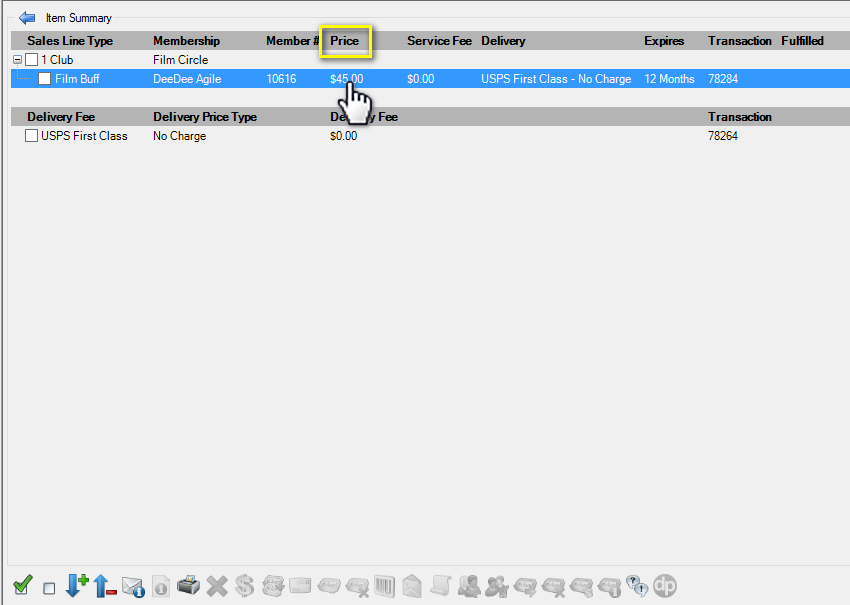 Item Summary
Sales Line Type Membership Member # Price Service Fee Delivery Expires Transaction Fulfilled
1 Club Film Circle
Film Buff DeeDee Agile 10616 $45.00 $0.00 USPS First Class - No Charge 12 Months 78284
Delivery Fee Delivery Price Type Delivery Fee Transaction
USPS First Class No Charge $0.00 78264
dp